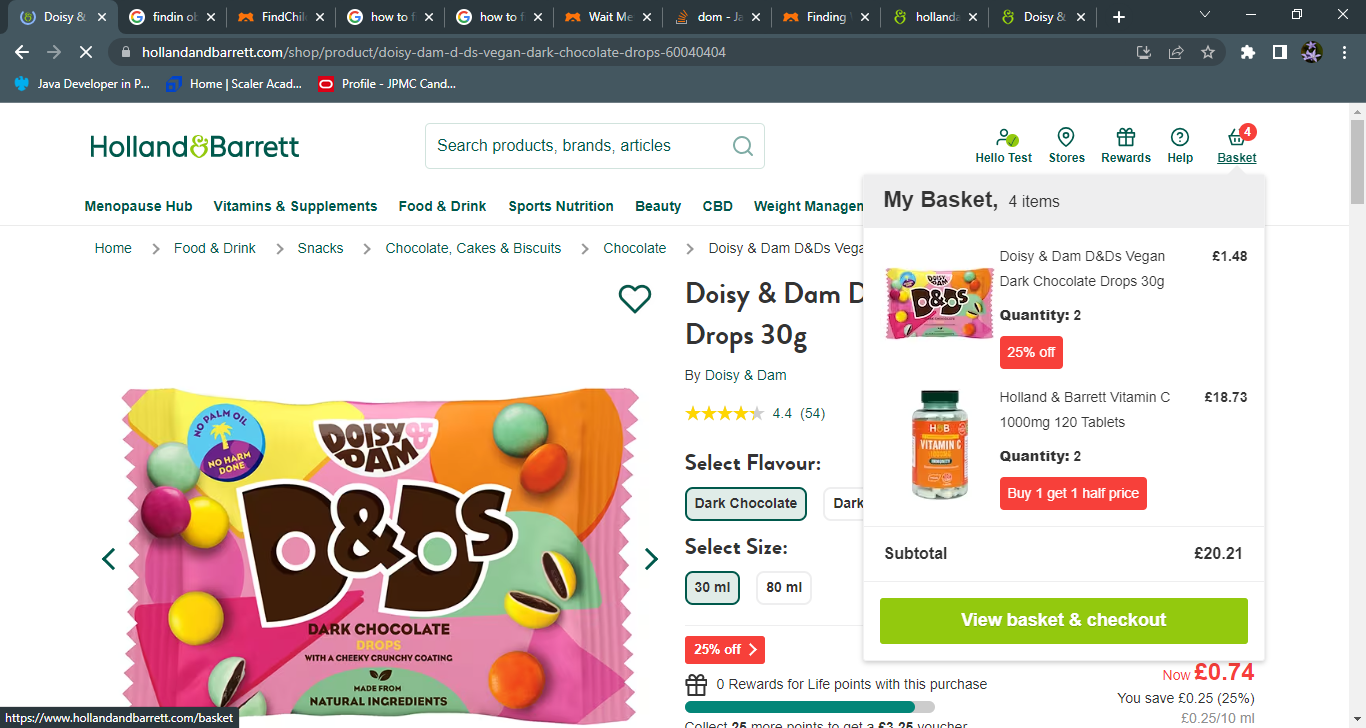 Doisy &
findin ob
FindChil
how to f
how to f
Wait Me
dom - Ja
Finding
holland
Doisy &
hollandandbarrett.com/shop/product/doisy-dam-d-ds-vegan-dark-chocolate-drops-60040404
Java Developer in P...
Home | Scaler Acad...
Profile - JPMC Cand...
Holland&Barrett
Search products, brands, articles
4
Hello Test
Stores
Rewards
Help
Basket
Menopause Hub
Vitamins & Supplements
Food & Drink
Sports Nutrition
Beauty
CBD
Weight Managen
My Basket, 4 items
Home
Food & Drink
Snacks
Chocolate, Cakes & Biscuits
Chocolate
Doisy & Dam D&Ds Vega
Doisy & Dam D&Ds Vegan £1.48
Dark Chocolate Drops 30g
Quantity: 2
25% off
Holland & Barrett Vitamin C £18.73
1000mg 120 Tablets
Quantity: 2
Buy 1 get 1 half price
Subtotal £20.21
View basket & checkout
DOISY &
DAM
D&Ds
H&B
VITAMIN C
1000MG
Doisy & Dam D
Drops 30g
By Doisy & Dam
4.4 (54)
Select Flavour:
Dark Chocolate
Dark
Select Size:
30 ml
80 ml
25% off
Now £0.74
0 Rewards for Life points with this purchase
You save £0.25 (25%)
£0.25/10 ml
Collect 25 more points to get a £3.25 voucher
NO PALM OIL
NO HARM
DONE
DOISY &
DAM
D&Ds
DARK CHOCOLATE
DROPS
WITH A CHEEKY CRUNCHY COATING
MADE FROM
NATURAL INGREDIENTS
https://www.hollandandbarrett.com/basket